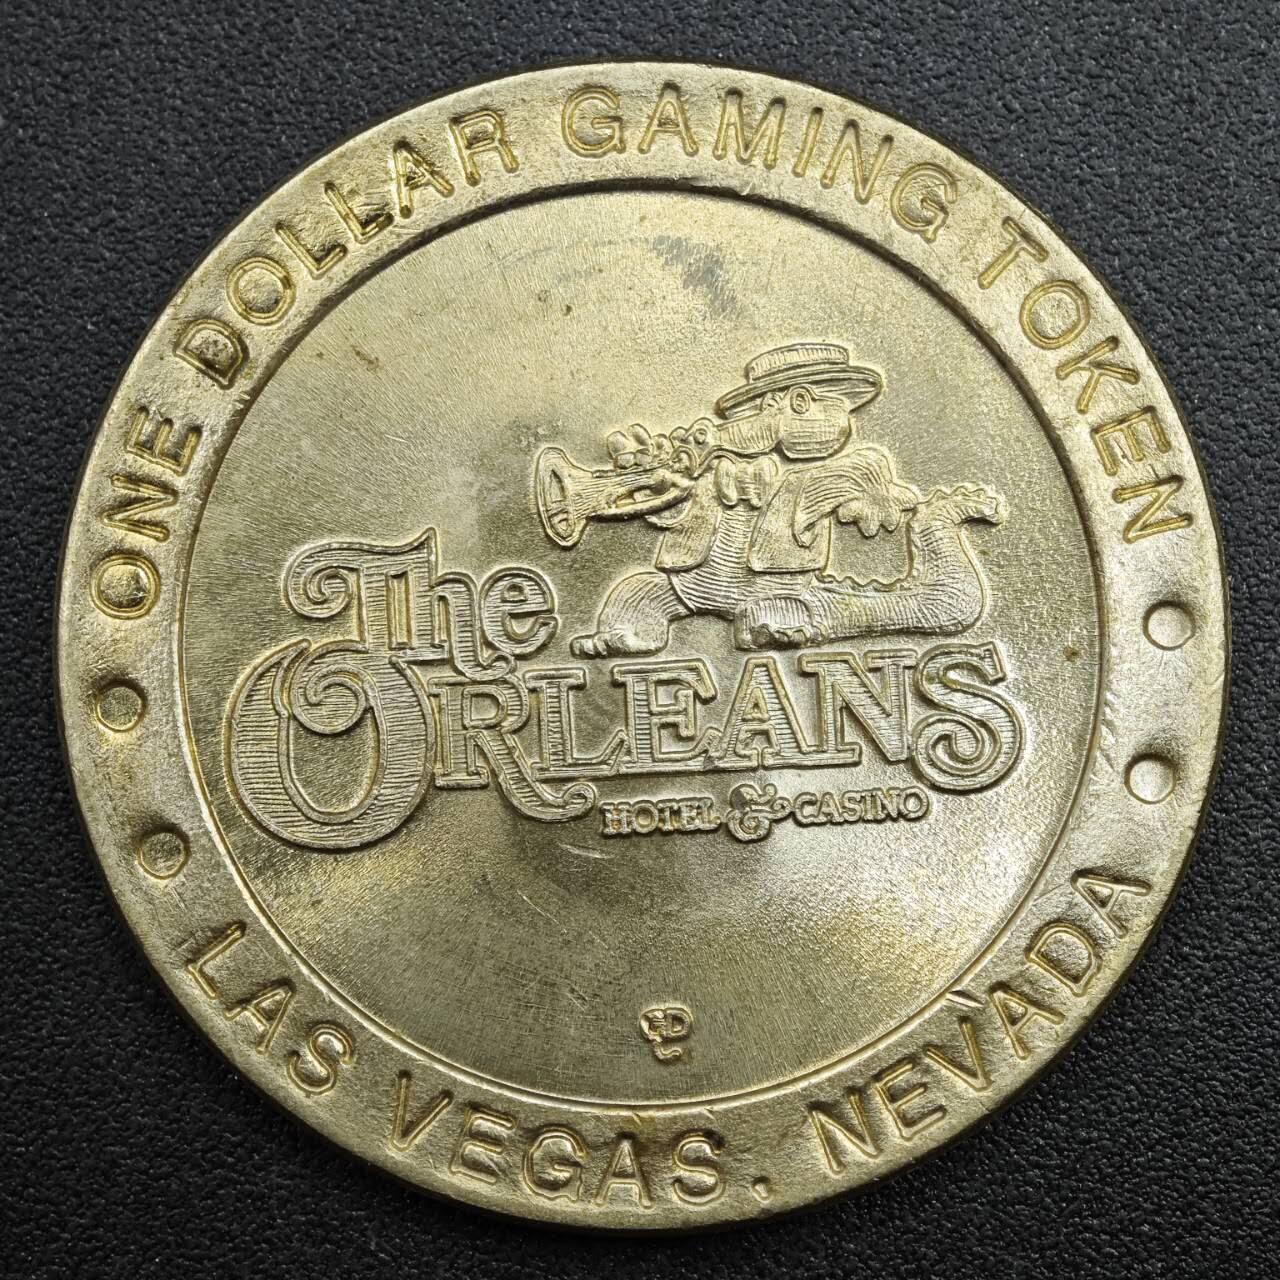 ONE DOLLAR GAMING TOKEN
The
ORLEANS
HOTEL & CASINO
LAS VEGAS, NEVADA